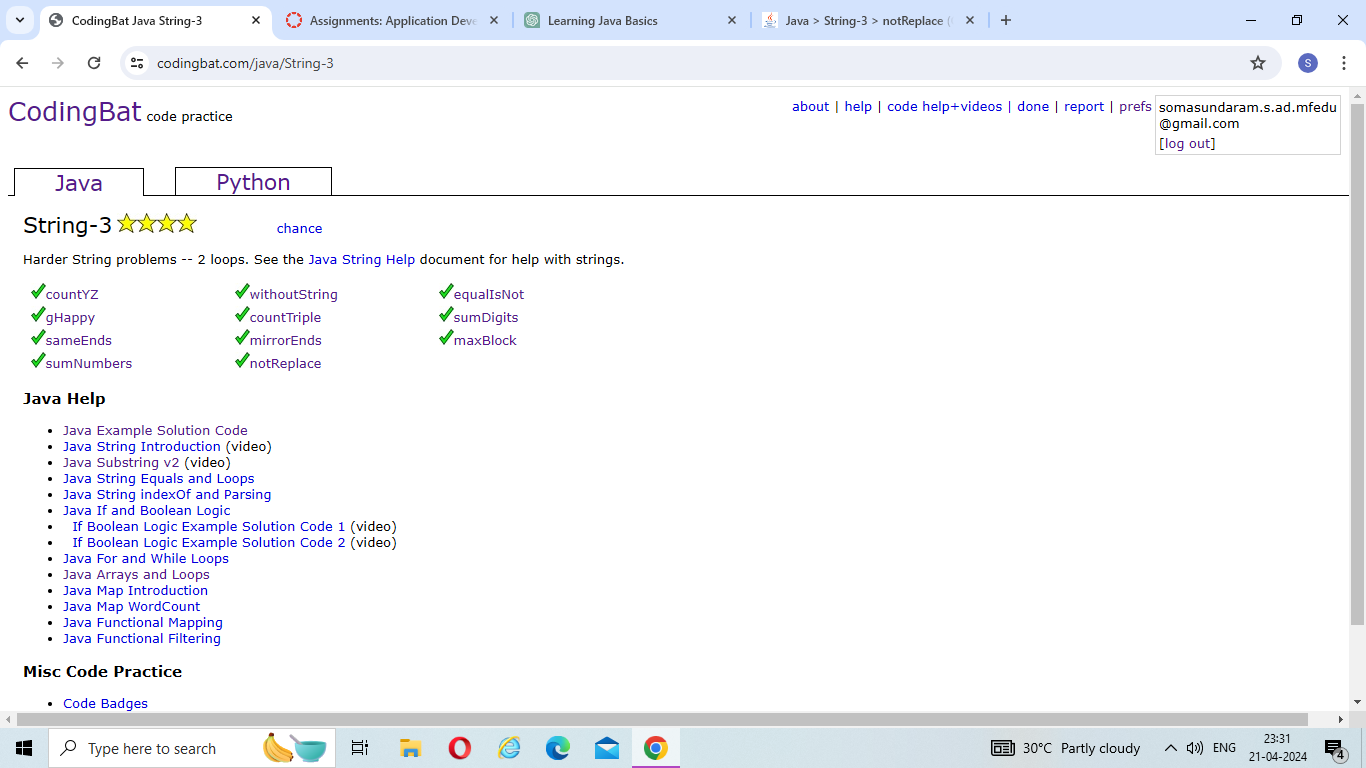 CodingBat Java String-3
Assignments: Application Deve
Learning Java Basics
Java > String-3 > notReplace (
codingbat.com/java/String-3
S
CodingBat code practice
about | help | code help+videos | done | report | prefs
somasundaram.s.ad.mfedu
@gmail.com
[log out]
Java
Python
String-3
chance
Harder String problems -- 2 loops. See the Java String Help document for help with strings.
countYZ withoutString equalIsNot
gHappy countTriple sumDigits
sameEnds mirrorEnds maxBlock
sumNumbers notReplace
Java Help
Java Example Solution Code
Java String Introduction (video)
Java Substring v2 (video)
Java String Equals and Loops
Java String indexOf and Parsing
Java If and Boolean Logic
If Boolean Logic Example Solution Code 1 (video)
If Boolean Logic Example Solution Code 2 (video)
Java For and While Loops
Java Arrays and Loops
Java Map Introduction
Java Map WordCount
Java Functional Mapping
Java Functional Filtering
Misc Code Practice
Code Badges
Type here to search
30°C Partly cloudy
ENG
23:31
21-04-2024
4